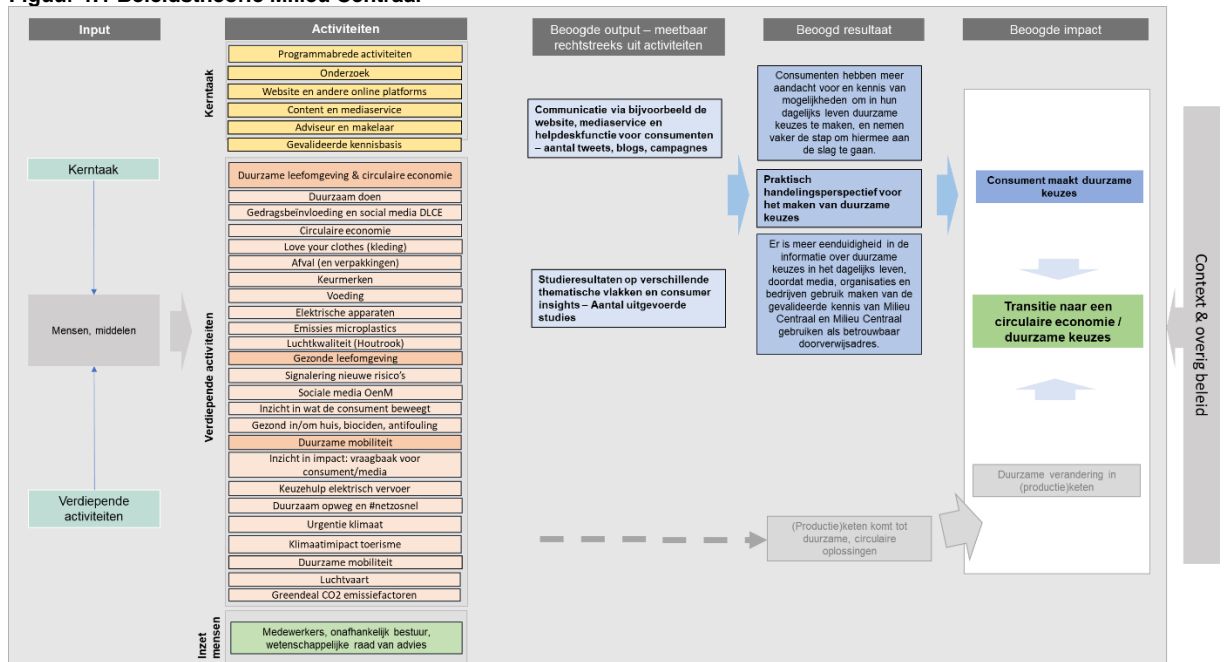 Figuur 4.1 Beleidstheorie Milieu Centraal
Input
Kerntaak
Mensen, middelen
Verdiepende
activiteiten
Activiteiten
Kerntaak
Programmabrede activiteiten
Onderzoek
Website en andere online platforms
Content en mediaservice
Adviseur en makelaar
Gevalideerde kennisbasis
Verdiepende activiteiten
Duurzame leefomgeving & circulaire economie
Duurzaam doen
Gedragsbeïnvloeding en social media DLCE
Circulaire economie
Love your clothes (kleding)
Afval (en verpakkingen)
Keurmerken
Voeding
Elektrische apparaten
Emissies microplastics
Luchtkwaliteit (Houtrook)
Gezonde leefomgeving
Signalering nieuwe risico's
Sociale media OenM
Inzicht in wat de consument beweegt
Gezond in/om huis, biociden, antifouling
Duurzame mobiliteit
Inzicht in impact: vraagbaak voor
consument/media
Keuzehulp elektrisch vervoer
Duurzaam opweg en #netzosnel
Urgentie klimaat
Klimaatimipact toerisme
Duurzame mobiliteit
Luchtvaart
Greendeal CO2 emissiefactoren
Inzet
mensen
Medewerkers, onafhankelijk bestuur,
wetenschappelijke raad van advies
Beoogde output – meetbaar
rechtstreeks uit activiteiten
Communicatie via bijvoorbeeld de
website, mediaservice en
helpdeskfunctie voor consumenten
– aantal tweets, blogs, campagnes
Studieresultaten op verschillende
thematische vlakken en consumer
insights – Aantal uitgevoerde
studies
Beoogd resultaat
Consumenten hebben meer
aandacht voor en kennis van
mogelijkheden om in hun
dagelijks leven duurzame
keuzes te maken, en nemen
vaker de stap om hiermee aan
de slag te gaan.
Praktisch
handelingsperspectief voor
het maken van duurzame
keuzes
Er is meer eenduidigheid in de
informatie over duurzame
keuzes in het dagelijks leven,
doordat media, organisaties en
bedrijven gebruik maken van de
gevalideerde kennis van Milieu
Centraal en Milieu Centraal
gebruiken als betrouwbaar
doorverwijsadres.
(Productie)keten komt tot
duurzame, circulaire
oplossingen
Beoogde impact
Consument maakt duurzame
keuzes
Transitie naar een
circulaire economie /
duurzame keuzes
Duurzame verandering in
(productie)keten
Context & overig beleid